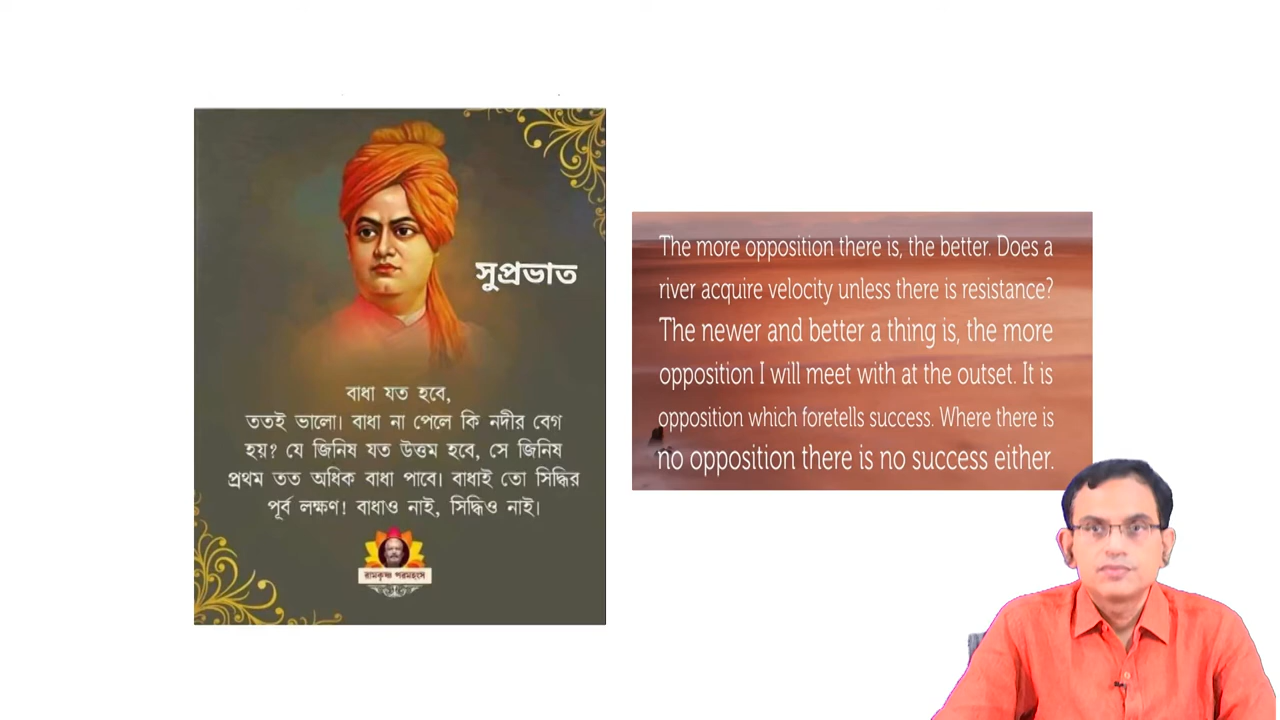 সুপ্রভাত
বাধা যত হবে,
ততই ভালো। বাধা না পেলে কি নদীর বেগ
হয়? যে জিনিষ যত উত্তম হবে, সে জিনিষ
প্রথম তত অধিক বাধা পাবে। বাধাই তো সিদ্ধির
পূর্ব লক্ষণ! বাধাও নাই, সিদ্ধিও নাই।
রামকৃষ্ণ পরমহংসে
The more opposition there is, the better. Does a
river acquire velocity unless there is resistance?
The newer and better a thing is, the more
opposition I will meet with at the outset. It is
opposition which foretells success. Where there is
no opposition there is no success either.